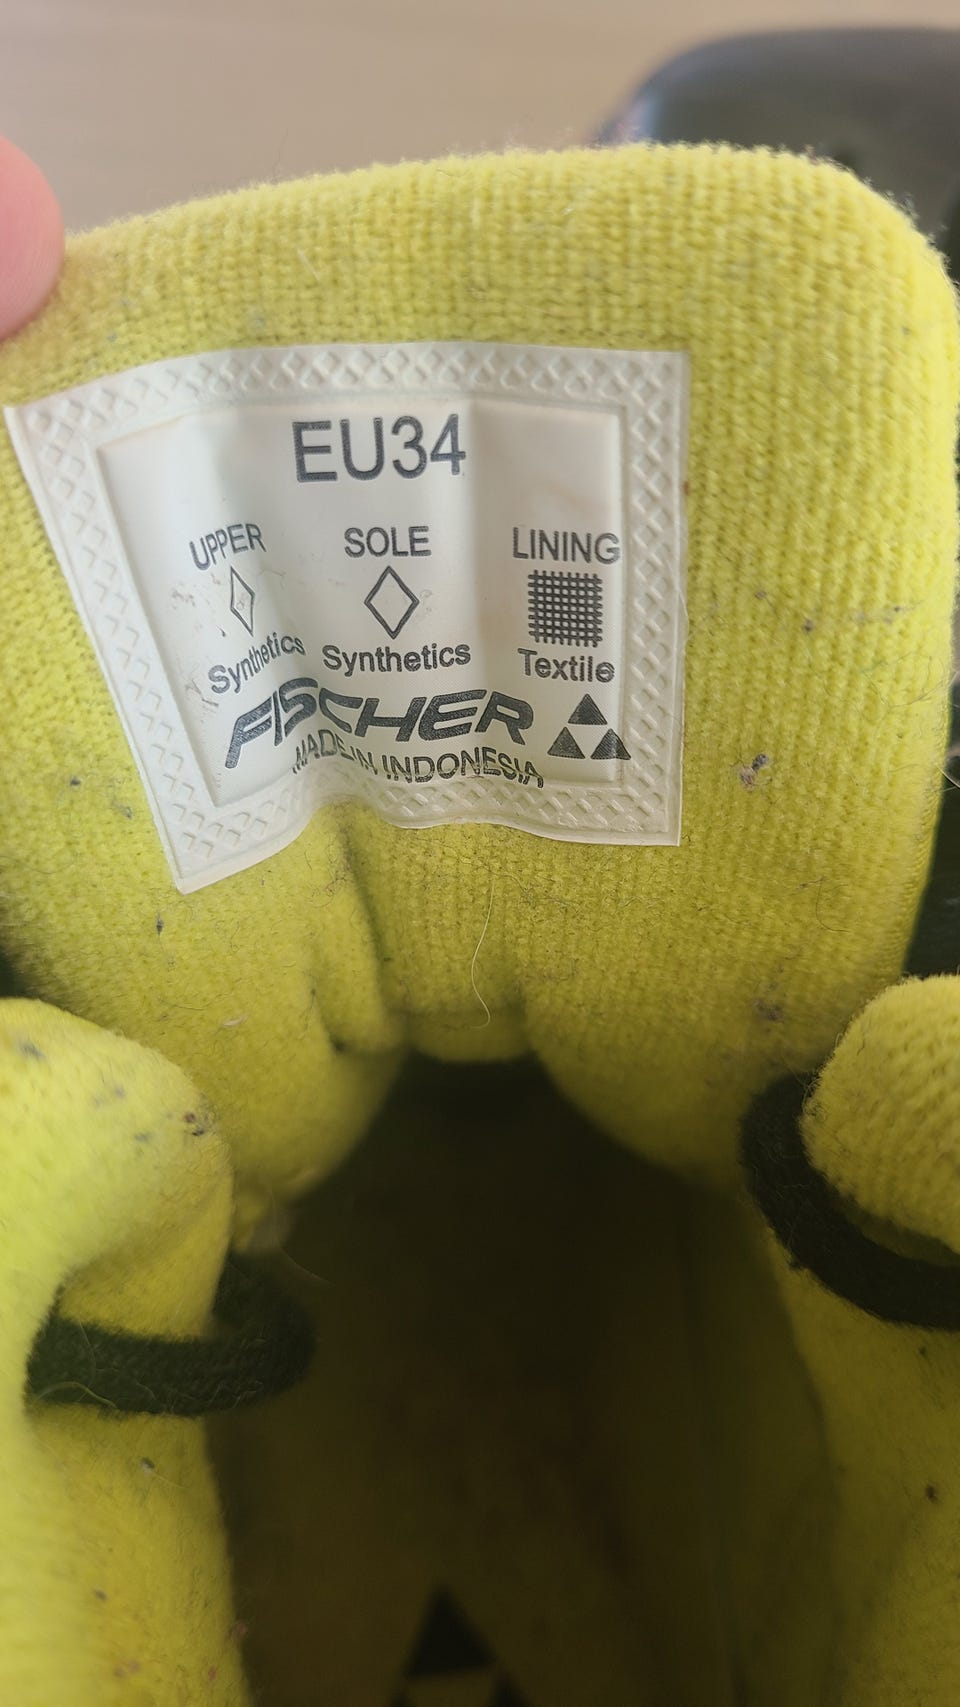 EU34
UPPER SOLE LINING
Synthetics Synthetics Textile
FISCHER
MADE IN INDONESIA